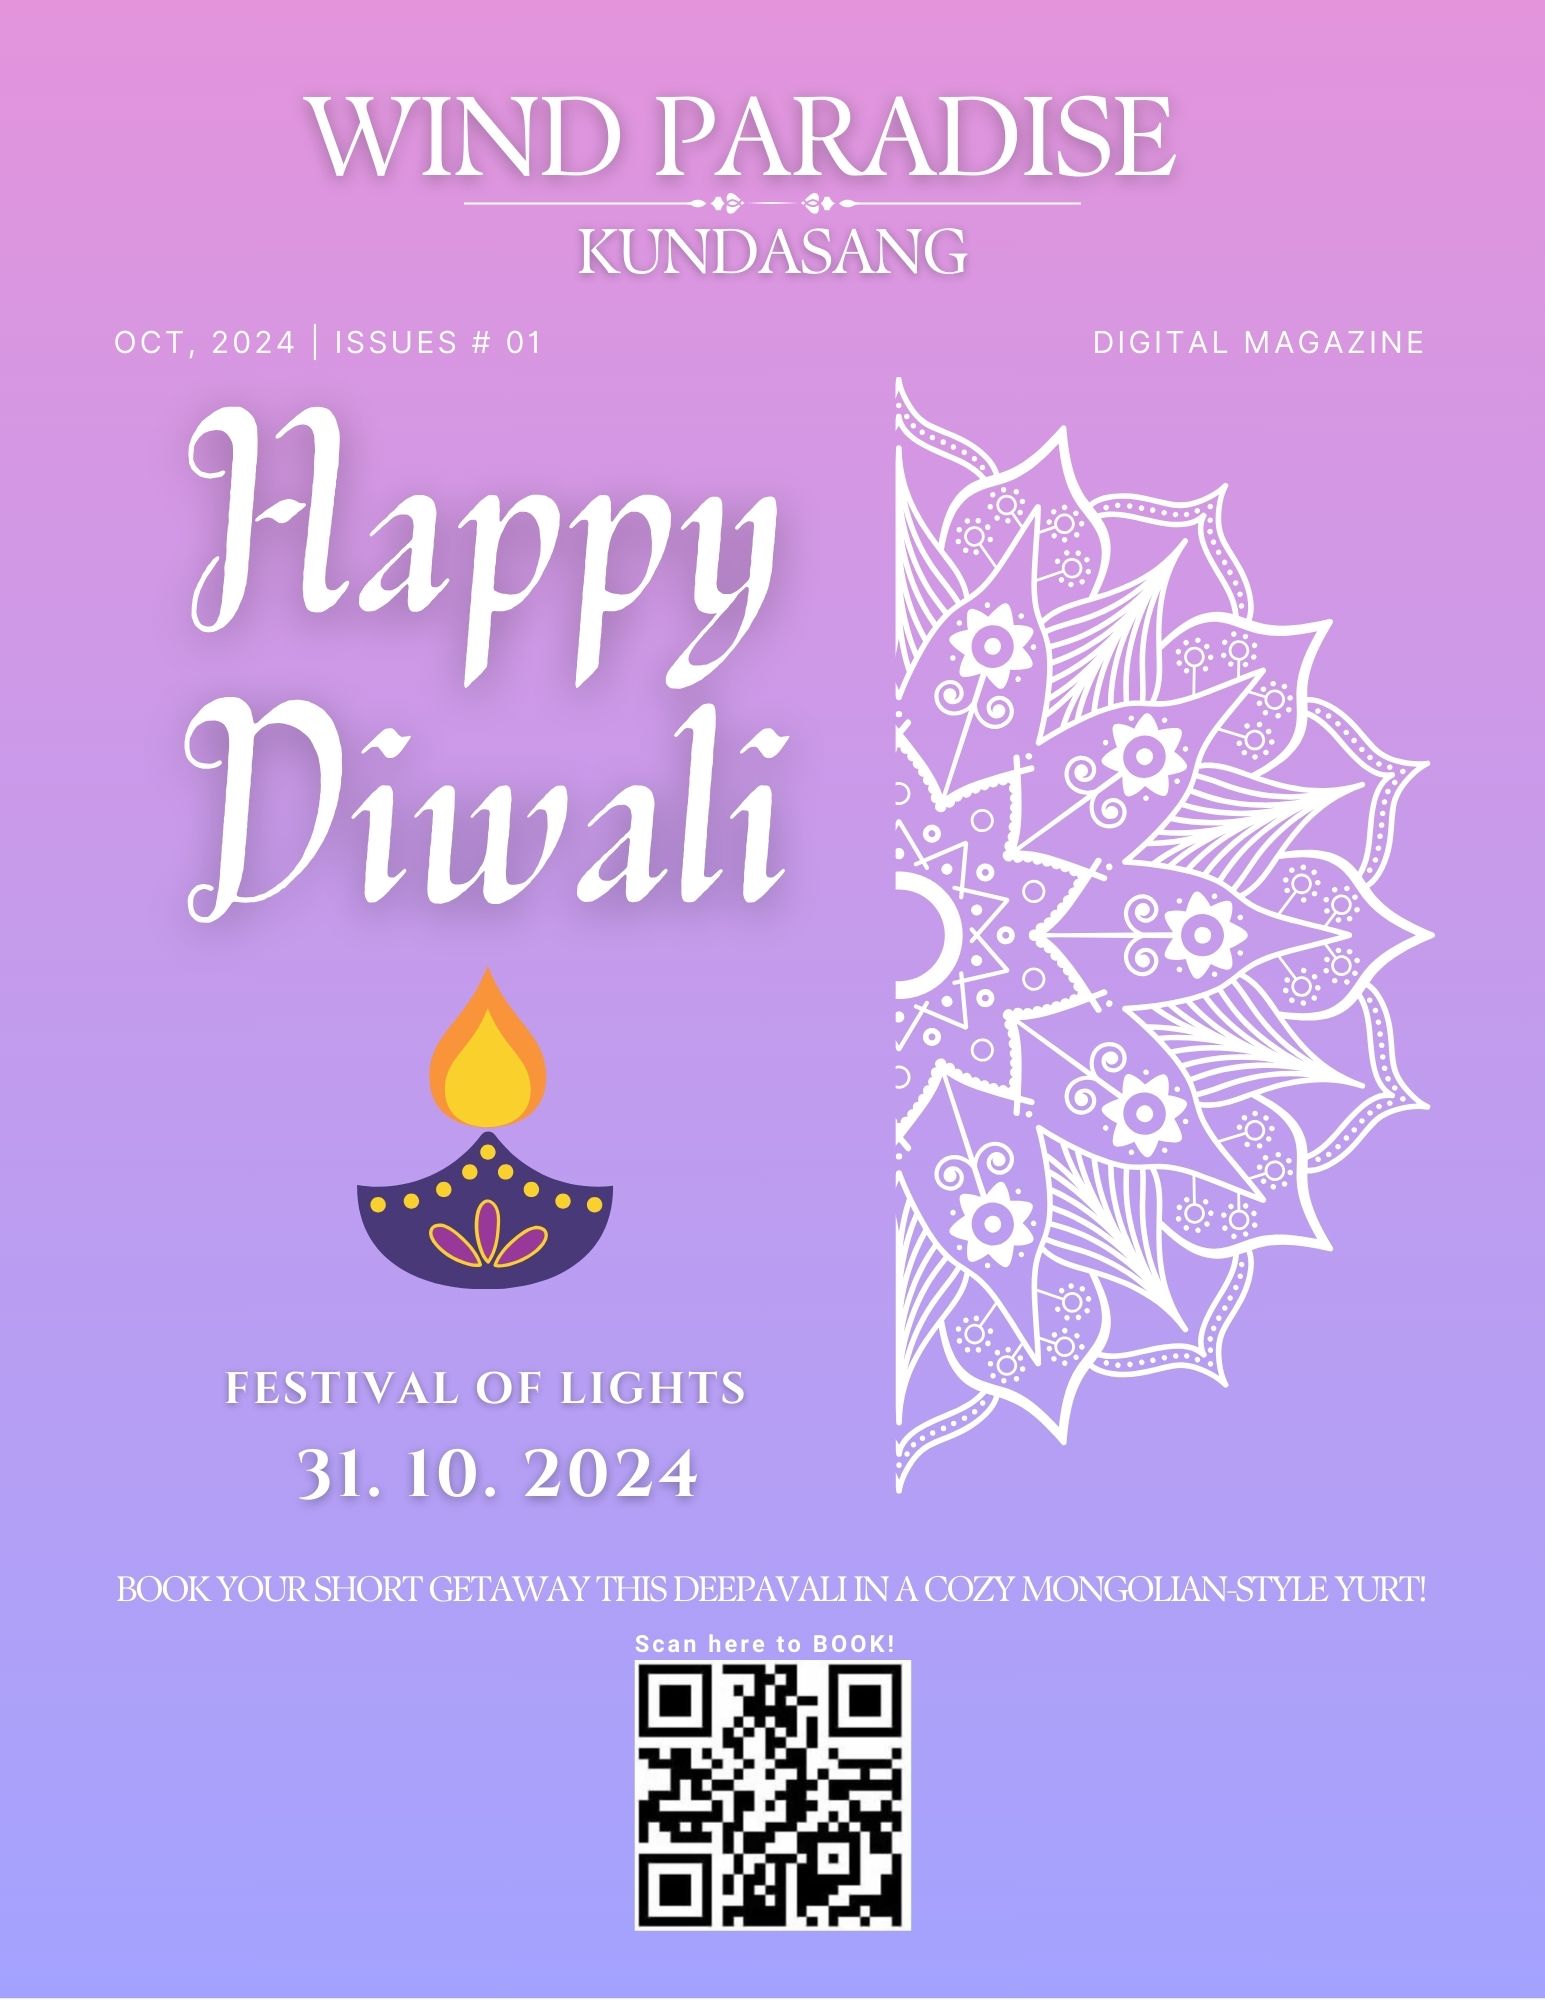 WIND PARADISE
KUNDASANG
OCT, 2024 | ISSUES # 01
DIGITAL MAGAZINE
Happy
Diwali
FESTIVAL OF LIGHTS
31. 10. 2024
BOOK YOUR SHORT GETAWAY THIS DEEPAVALI IN A COZY MONGOLIAN-STYLE YURT!
Scan here to BOOK!